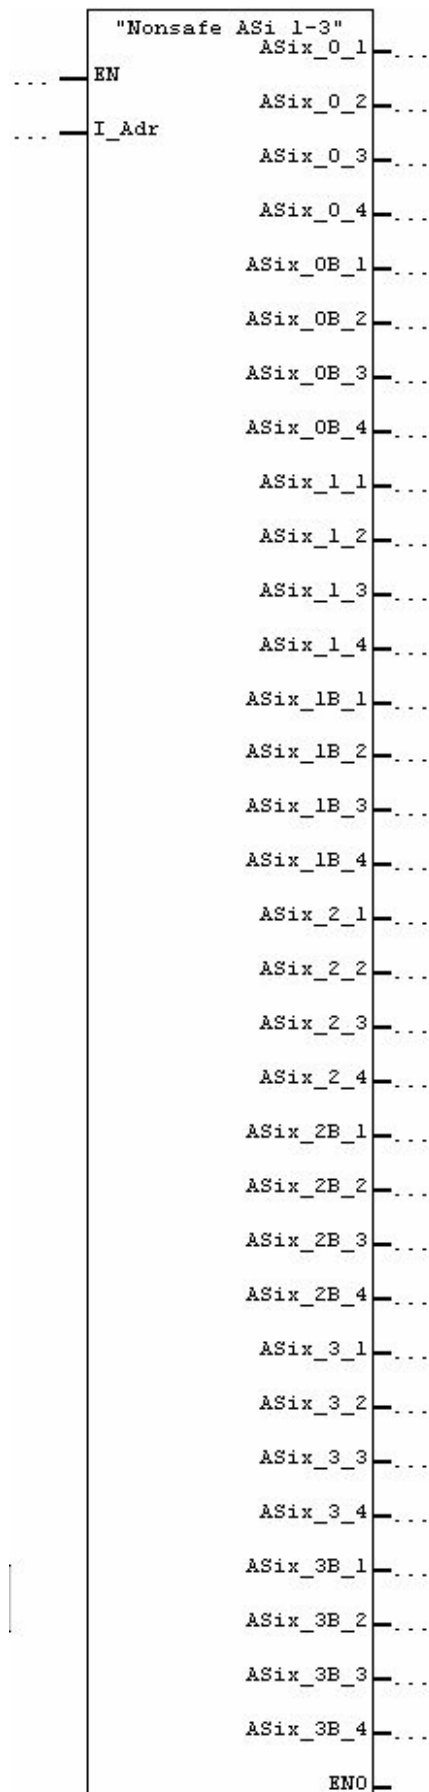 "Nonsafe ASi 1-3"
ASix_0_1 ...
... EN
ASix_0_2 ...
... I_Adr
ASix_0_3 ...
ASix_0_4 ...
ASix_0B_1 ...
ASix_0B_2 ...
ASix_0B_3 ...
ASix_0B_4 ...
ASix_1_1 ...
ASix_1_2 ...
ASix_1_3 ...
ASix_1_4 ...
ASix_1B_1 ...
ASix_1B_2 ...
ASix_1B_3 ...
ASix_1B_4 ...
ASix_2_1 ...
ASix_2_2 ...
ASix_2_3 ...
ASix_2_4 ...
ASix_2B_1 ...
ASix_2B_2 ...
ASix_2B_3 ...
ASix_2B_4 ...
ASix_3_1 ...
ASix_3_2 ...
ASix_3_3 ...
ASix_3_4 ...
ASix_3B_1 ...
ASix_3B_2 ...
ASix_3B_3 ...
ASix_3B_4 ...
ENO